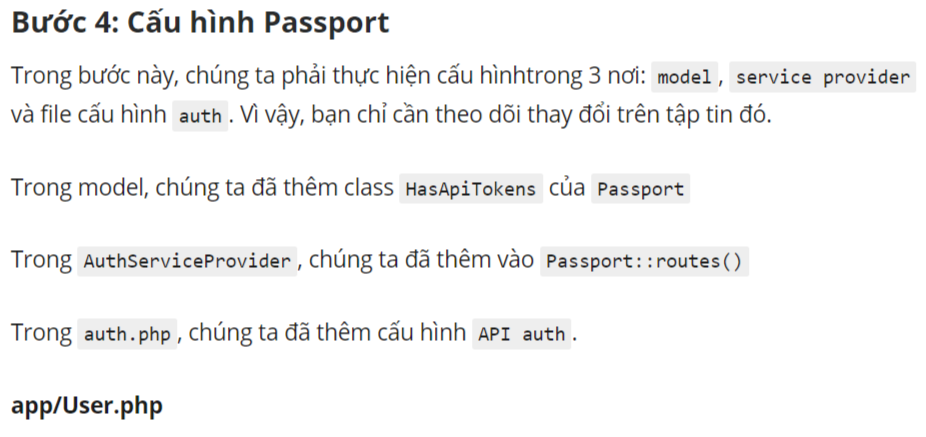 Bước 4: Cấu hình Passport
Trong bước này, chúng ta phải thực hiện cấu hìnhtrong 3 nơi: model, service provider
và file cấu hình auth. Vì vậy, bạn chỉ cần theo dõi thay đổi trên tập tin đó.
Trong model, chúng ta đã thêm class HasApiTokens của Passport
Trong AuthServiceProvider, chúng ta đã thêm vào Passport::routes()
Trong auth.php, chúng ta đã thêm cấu hình API auth.
app/User.php